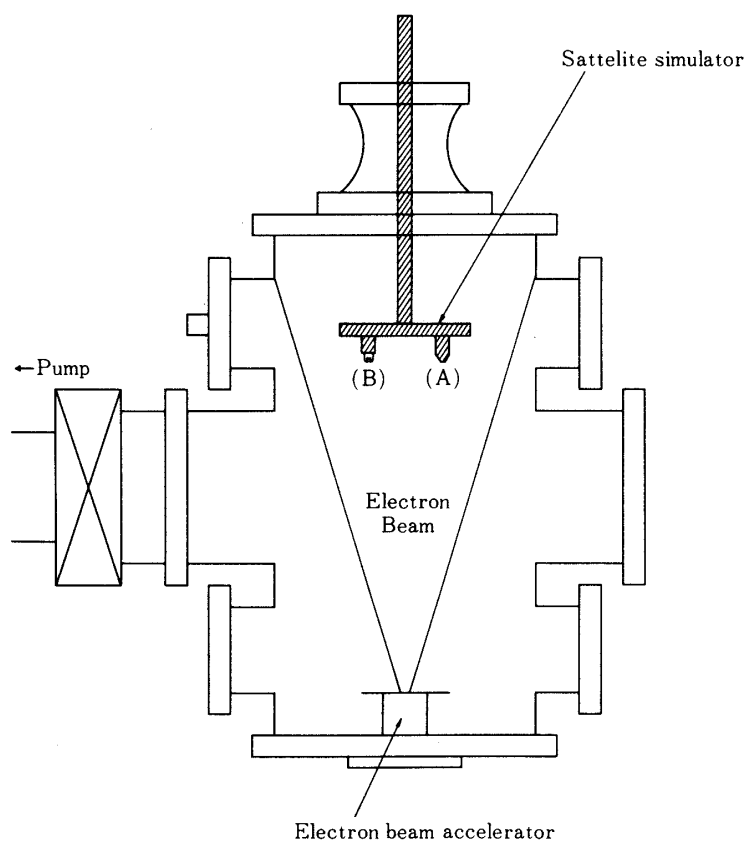 Sattelite simulator
←Pump
(B) (A)
Electron
Beam
Electron beam accelerator